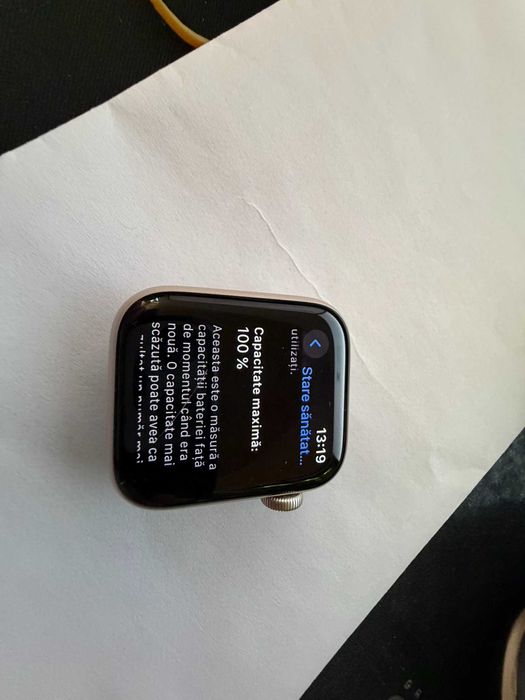 13:19
Stare sănătat...
utilizați.
Capacitate maximă:
100 %
Aceasta este o măsură a
capacității bateriei față
de momentul când era
nouă. O capacitate mai
scăzută poate avea ca